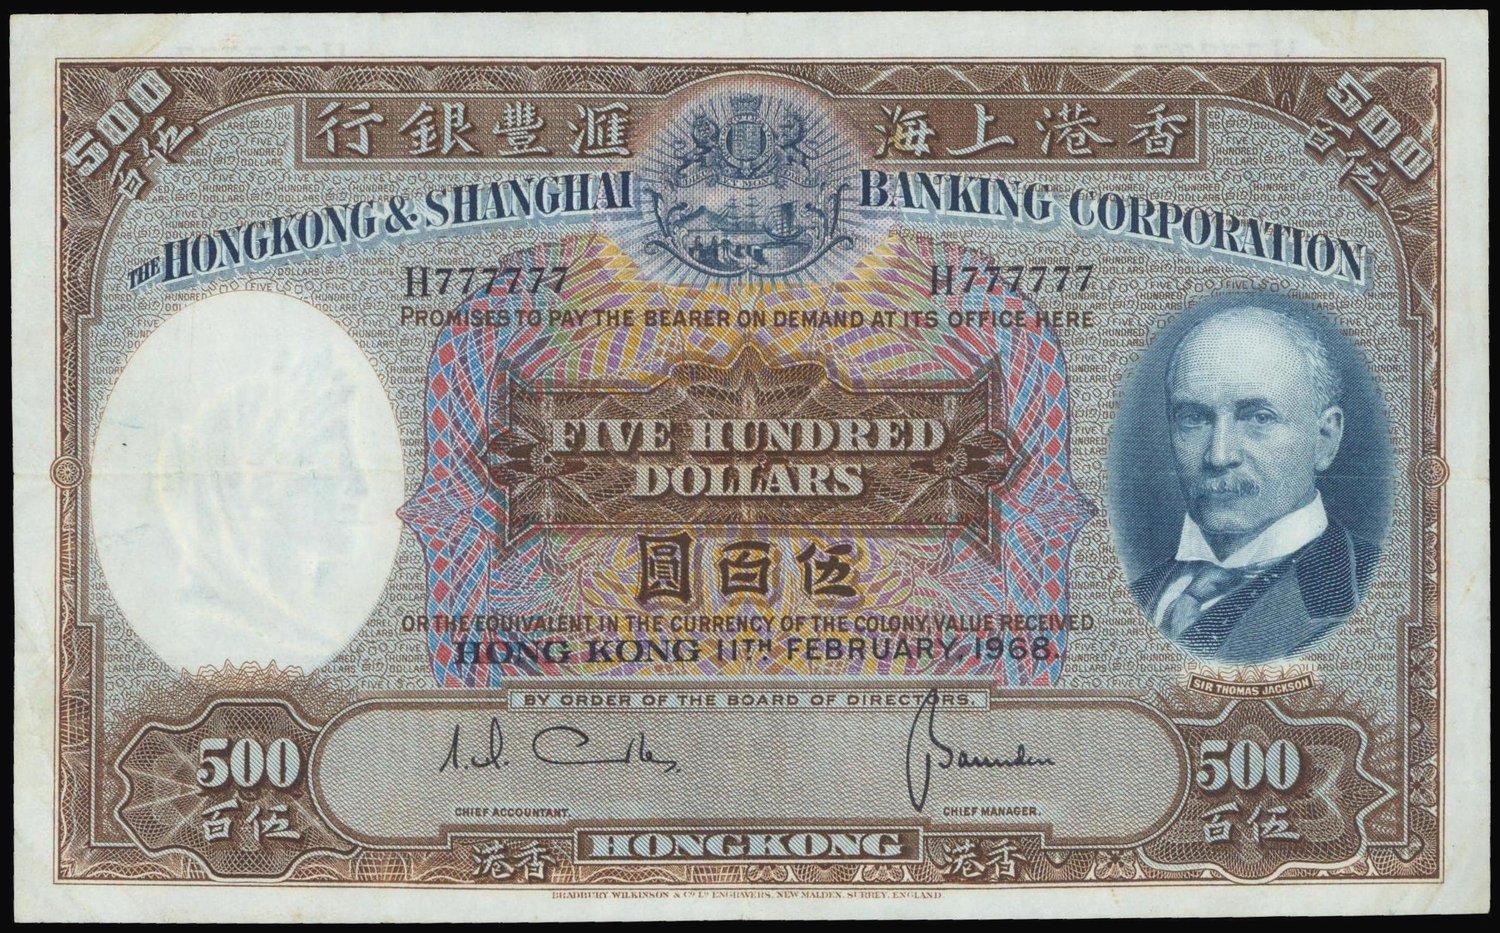 500 500
百伍 百伍
行銀豐滙 海上港香
THE HONGKONG & SHANGHAI BANKING CORPORATION
H777777 H777777
PROMISES TO PAY THE BEARER ON DEMAND AT ITS OFFICE HERE
FIVE HUNDRED
DOLLARS
圓百伍
OR THE EQUIVALENT IN THE CURRENCY OF THE COLONY, VALUE RECEIVED
HONG KONG 11TH FEBRUARY, 1968.
SIR THOMAS JACKSON
BY ORDER OF THE BOARD OF DIRECTORS,
500 500
百伍 百伍
CHIEF ACCOUNTANT. CHIEF MANAGER.
港香 HONGKONG 港香
BRADBURY, WILKINSON & Co Ld ENGRAVERS, NEW MALDEN, SURREY, ENGLAND